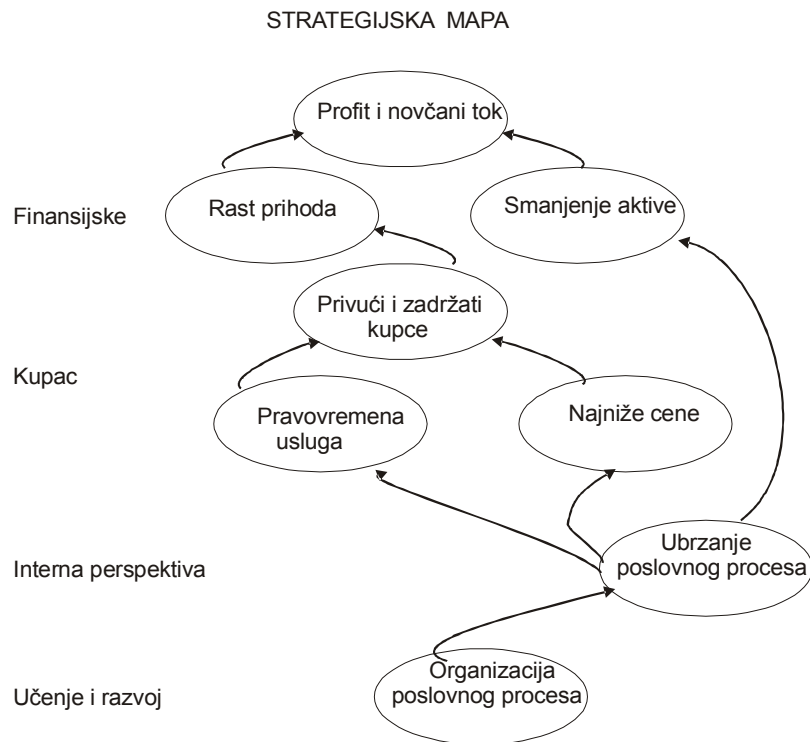 STRATEGIJSKA MAPA
Profit i novčani tok
Finansijske
Rast prihoda
Smanjenje aktive
Privući i zadržati
kupce
Kupac
Pravovremena
usluga
Najniže cene
Interna perspektiva
Ubrzanje
poslovnog procesa
Učenje i razvoj
Organizacija
poslovnog procesa